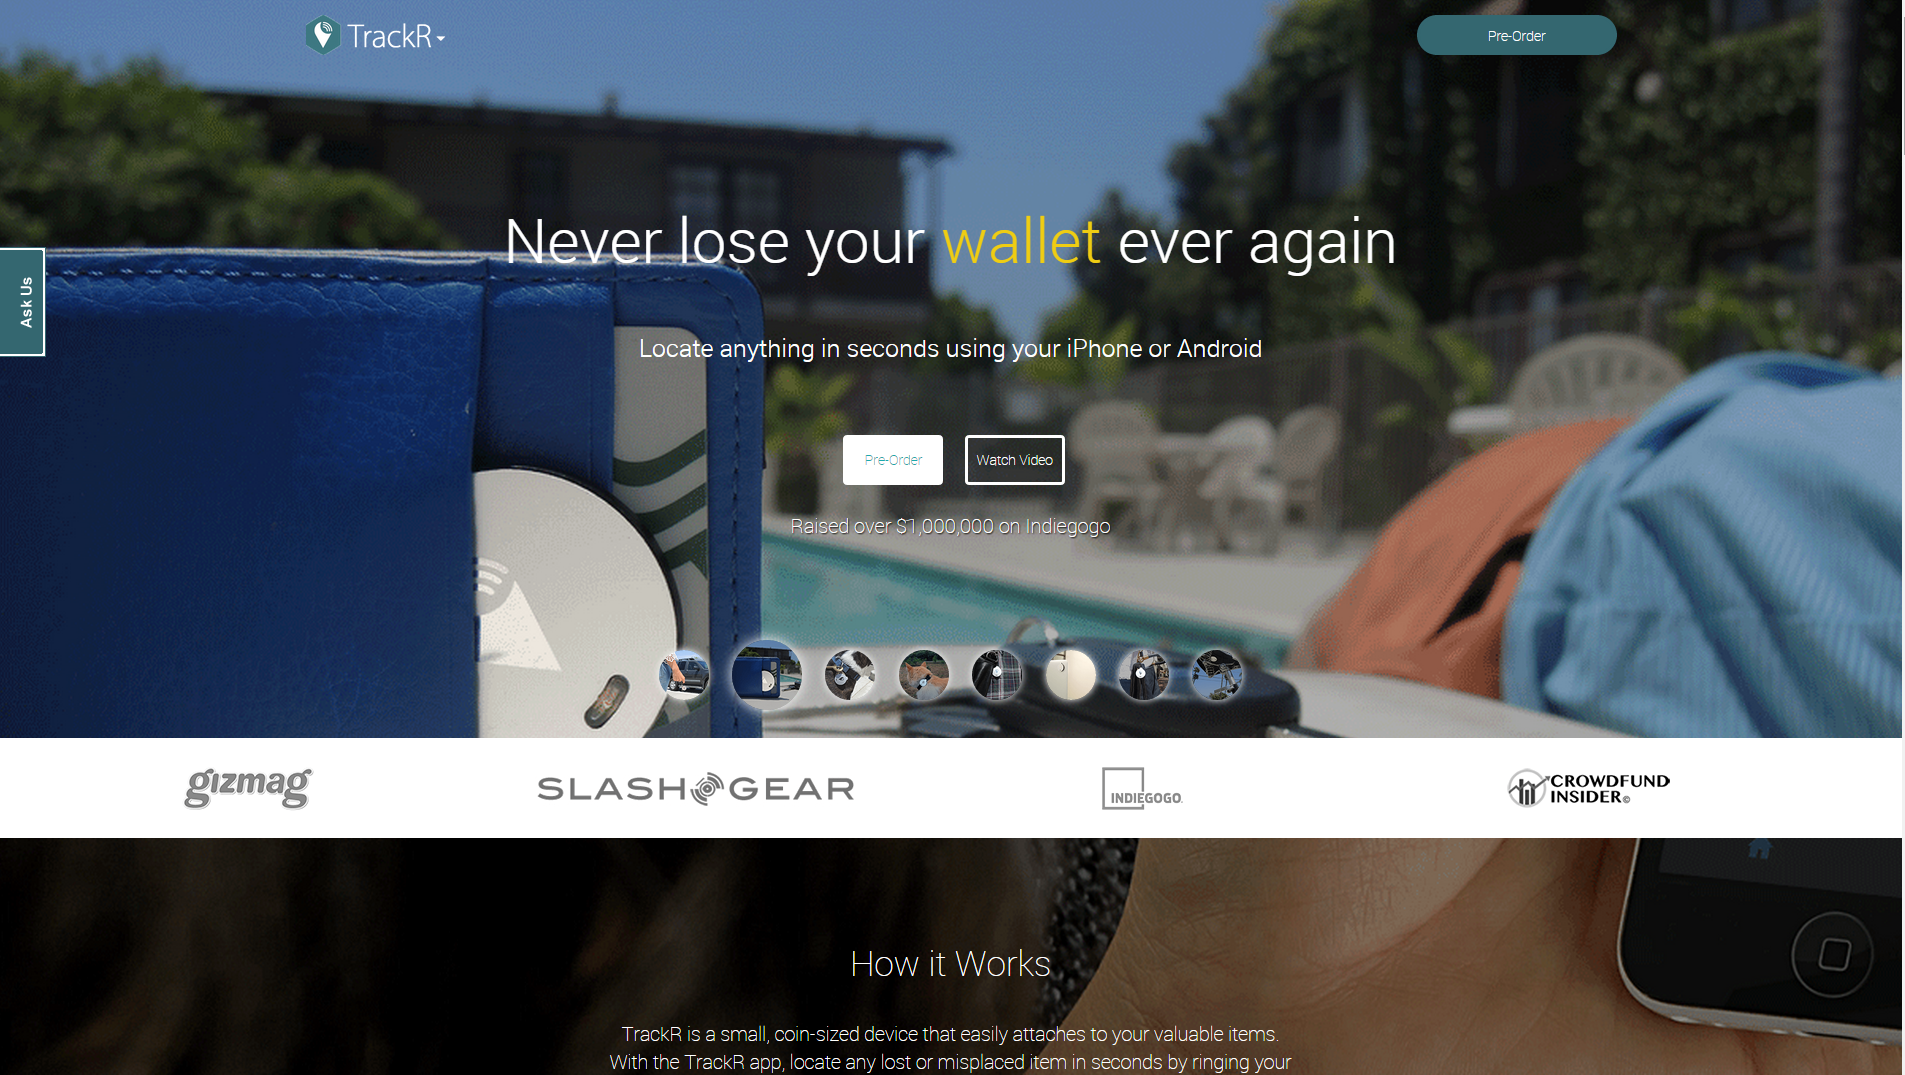 TrackR
Pre-Order
Never lose your wallet ever again
Ask Us
Locate anything in seconds using your iPhone or Android
Pre-Order
Watch Video
Raised over $1,000,000 on Indiegogo
gizmag
SLASHGEAR
INDIEGOGO.
CROWDFUND
INSIDER©
How it Works
TrackR is a small, coin-sized device that easily attaches to your valuable items.
With the TrackR app, locate any lost or misplaced item in seconds by ringing your